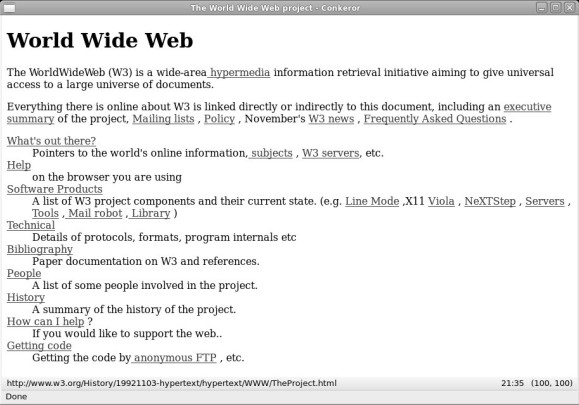 The World Wide Web project - Conkeror
World Wide Web
The WorldWideWeb (W3) is a wide-area hypermedia information retrieval initiative aiming to give universal
access to a large universe of documents.
Everything there is online about W3 is linked directly or indirectly to this document, including an executive
summary of the project, Mailing lists , Policy , November's W3 news , Frequently Asked Questions .
What's out there?
Pointers to the world's online information, subjects , W3 servers, etc.
Help
on the browser you are using
Software Products
A list of W3 project components and their current state. (e.g. Line Mode ,X11 Viola , NeXTStep , Servers ,
Tools , Mail robot , Library )
Technical
Details of protocols, formats, program internals etc
Bibliography
Paper documentation on W3 and references.
People
A list of some people involved in the project.
History
A summary of the history of the project.
How can I help ?
If you would like to support the web..
Getting code
Getting the code by anonymous FTP , etc.
http://www.w3.org/History/19921103-hypertext/hypertext/WWW/TheProject.html 21:35 (100, 100)
Done